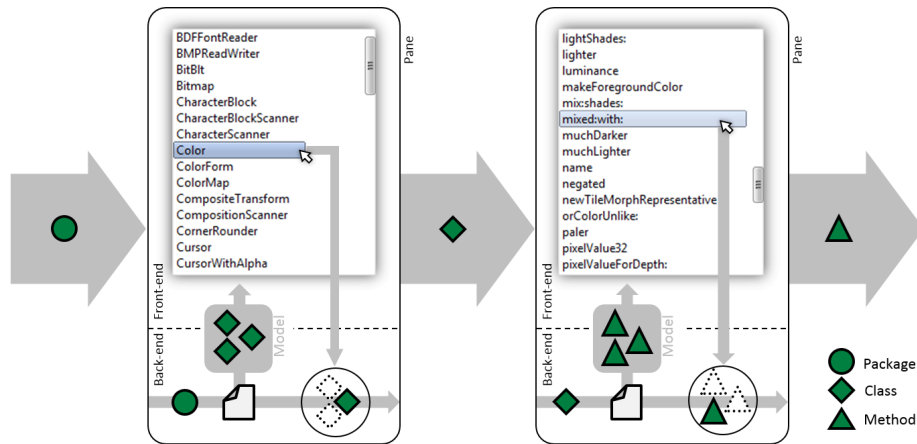 BDFFontReader
BMPReadWriter
BitBlt
Bitmap
CharacterBlock
CharacterBlockScanner
CharacterScanner
Color
ColorForm
ColorMap
CompositeTransform
CompositionScanner
CornerRounder
Cursor
CursorWithAlpha
Pane
Front-end
Back-end
Model
lightShades:
lighter
luminance
makeForegroundColor
mix:shades:
mixed:with:
muchDarker
muchLighter
name
negated
newTileMorphRepresentative
orColorUnlike:
paler
pixelValue32
pixelValueForDepth:
Pane
Front-end
Back-end
Model
Package
Class
Method